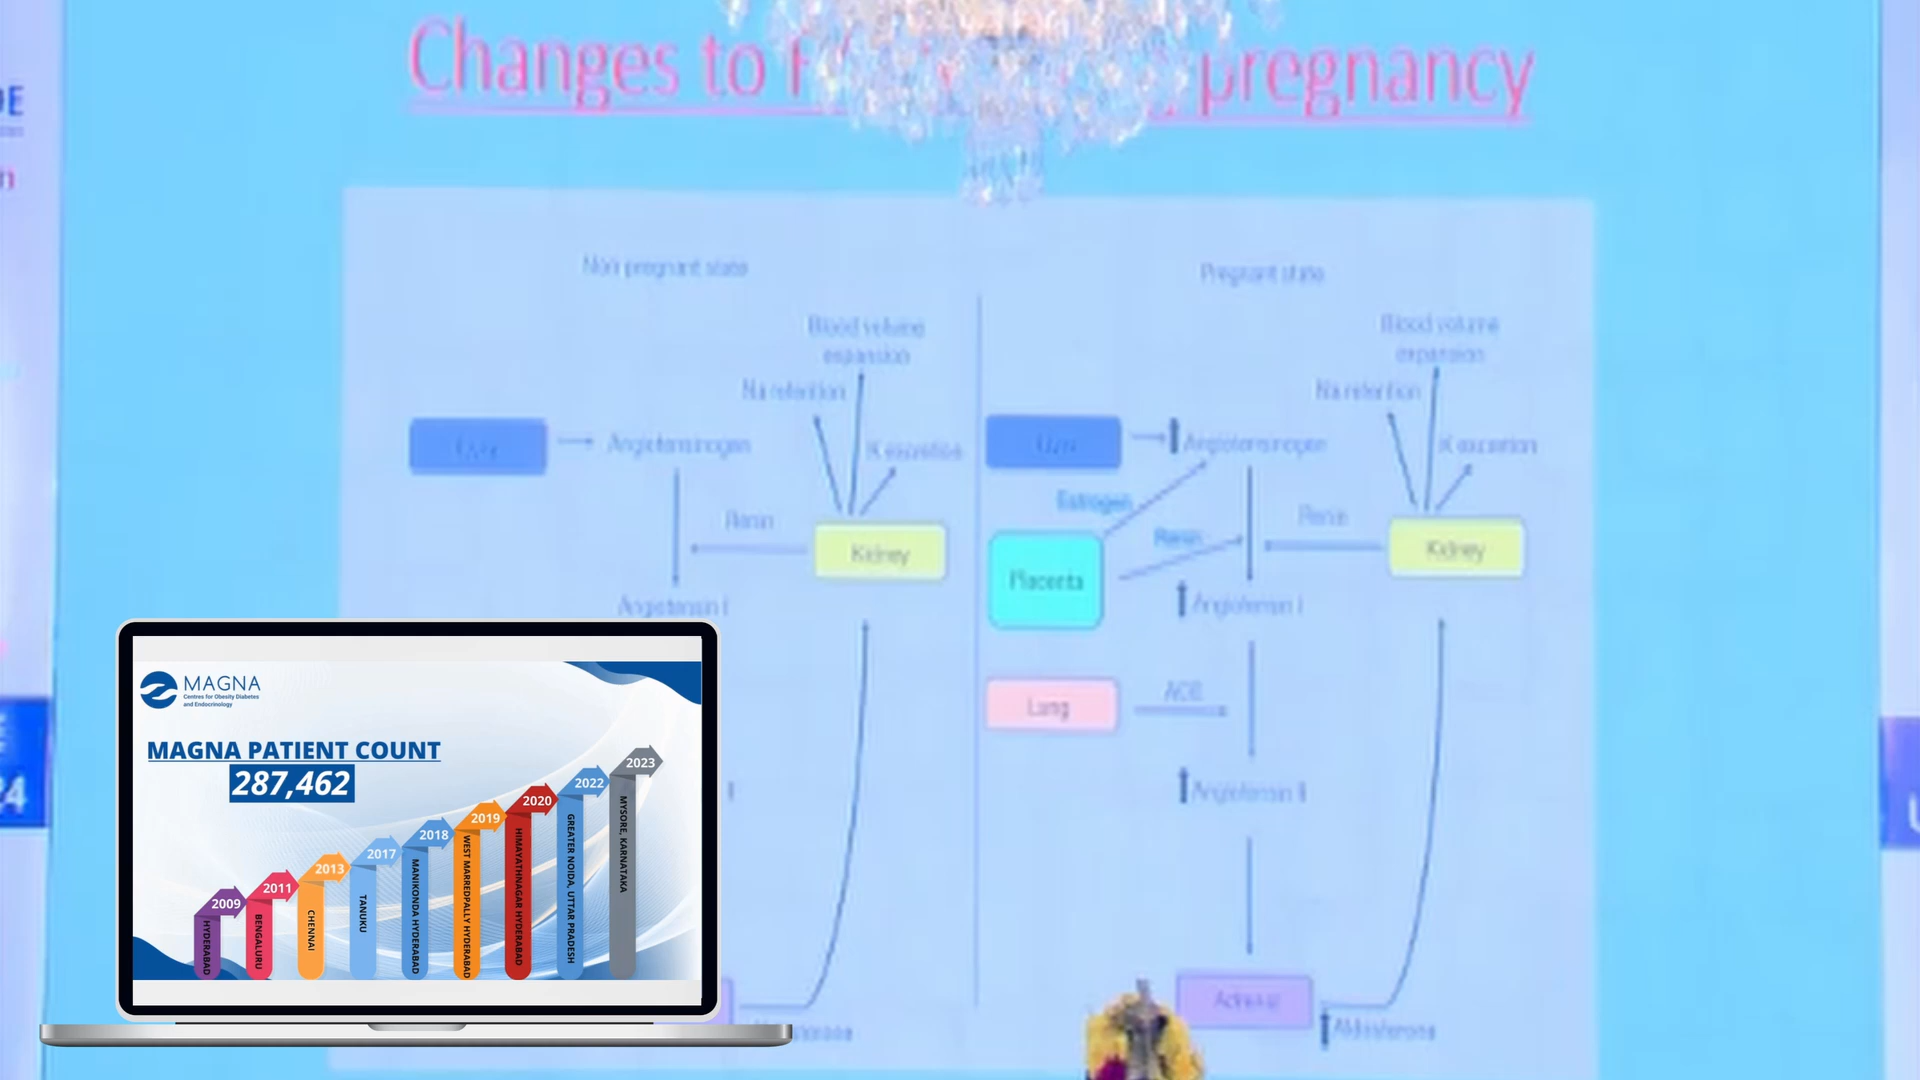 Changes to
pregnancy
Non pregnant state
Pregnant state
Blood volume
expansion
Na retention
K excretion
Angiotensinogen
Renin
Kidney
Angiotensin I
Blood volume
expansion
Na retention
K excretion
Angiotensinogen
Estrogen
Renin
Renin
Kidney
Placenta
Angiotensin I
Lung
ACE
Angiotensin II
Adrenal
Aldosterone
MAGNA
Centres for Obesity Diabetes
and Endocrinology
MAGNA PATIENT COUNT
287,462
2009
HYDERABAD
2011
BENGALURU
2013
CHENNAI
2017
TANUKU
2018
MANIKONDA HYDERABAD
2019
WEST MARREDPALLY HYDERABAD
2020
HIMAYATHNAGAR HYDERABAD
2022
GREATER NOIDA, UTTAR PRADESH
2023
MYSORE, KARNATAKA